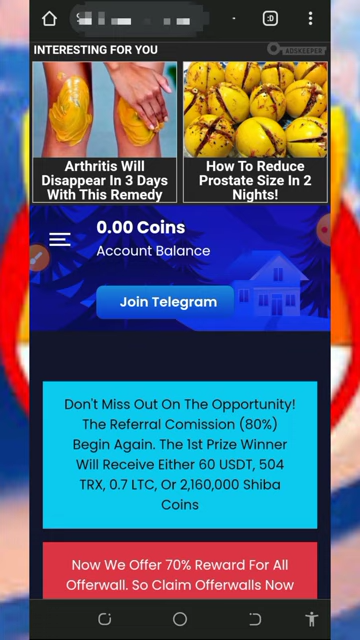 :D
INTERESTING FOR YOU
ADSKEEPER
Arthritis Will
Disappear In 3 Days
With This Remedy
How To Reduce
Prostate Size In 2
Nights!
0.00 Coins
Account Balance
Join Telegram
Don't Miss Out On The Opportunity!
The Referral Comission (80%)
Begin Again. The 1st Prize Winner
Will Receive Either 60 USDT, 504
TRX, 0.7 LTC, Or 2,160,000 Shiba
Coins
Now We Offer 70% Reward For All
Offerwall. So Claim Offerwalls Now